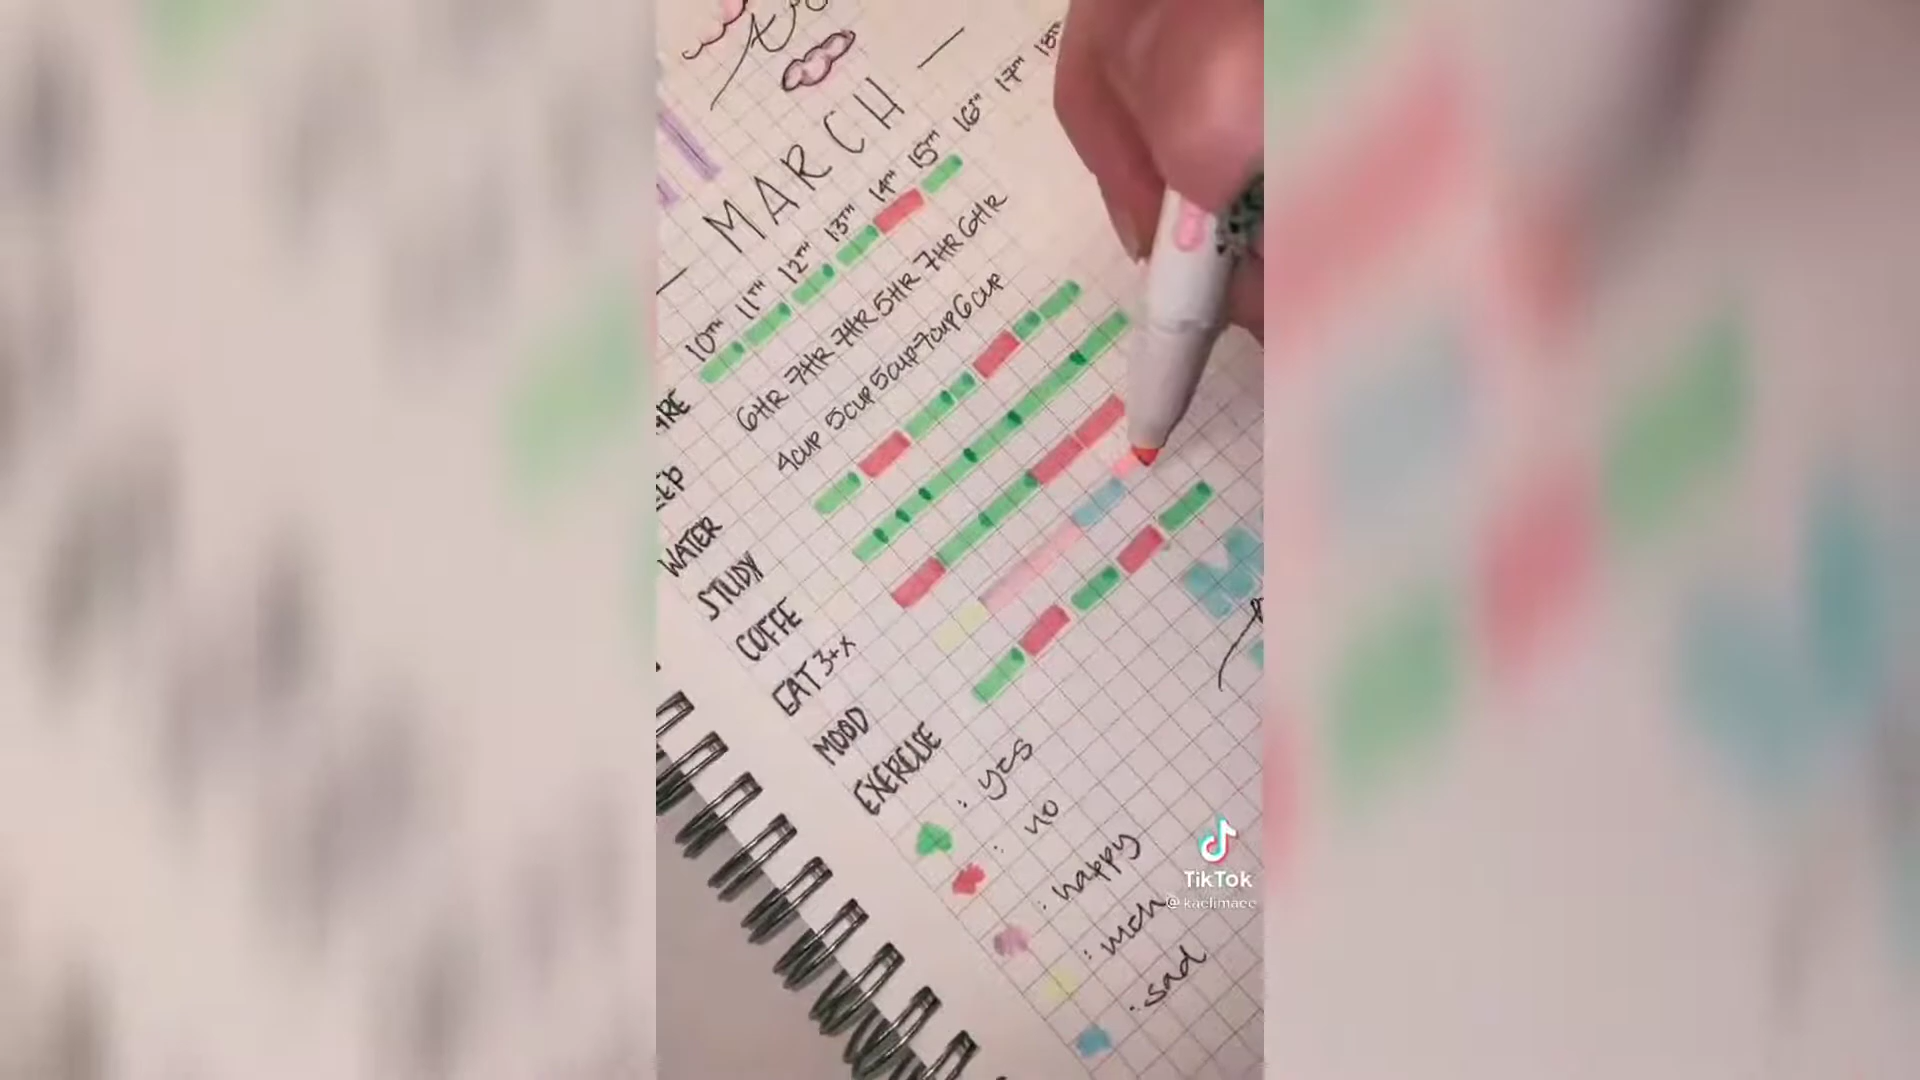 MARCH
10TH 11TH 12TH 13TH 14TH 15TH 16TH 17TH 18TH
6HR 7HR 7HR 5HR 7HR 6HR
4CUP 5CUP 5CUP 7CUP 6CUP
WATER
STUDY
COFFE
EAT 3+X
MOOD
EXERCISE
: yes
: no
: happy
: meh
: sad
TikTok
@kaelimaee